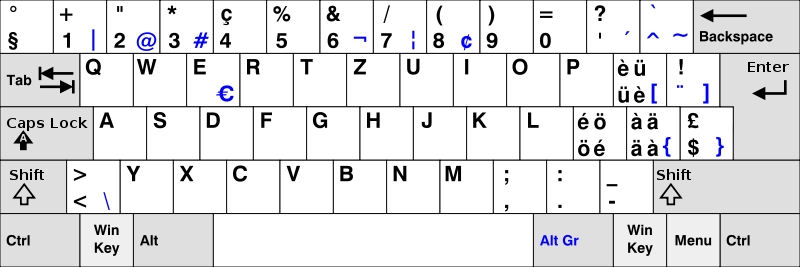 ° + " * ç % & / ( ) = ? `
§ 1 | 2 @ 3 # 4 5 6 ¬ 7 ¦ 8 ¢ 9 0 ' ´ ^ ~ Backspace
Tab Q W E R T Z U I O P è ü ! Enter
€ ü è [ ¨ ]
Caps Lock A S D F G H J K L é ö à ä £
A ö é ä à { $ }
Shift > Y X C V B N M ; : _ Shift
< \ , . -
Ctrl Win Key Alt Alt Gr Win Key Menu Ctrl